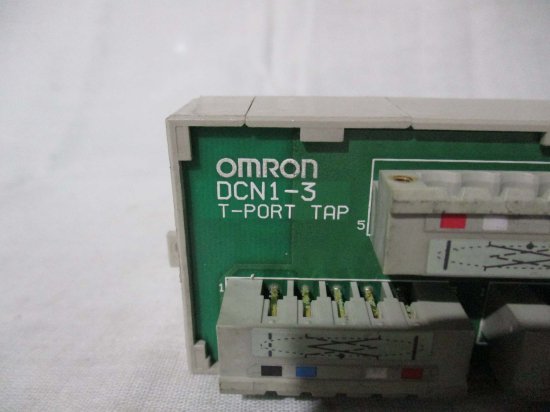 OMRON
DCN1-3
T-PORT TAP
5
1